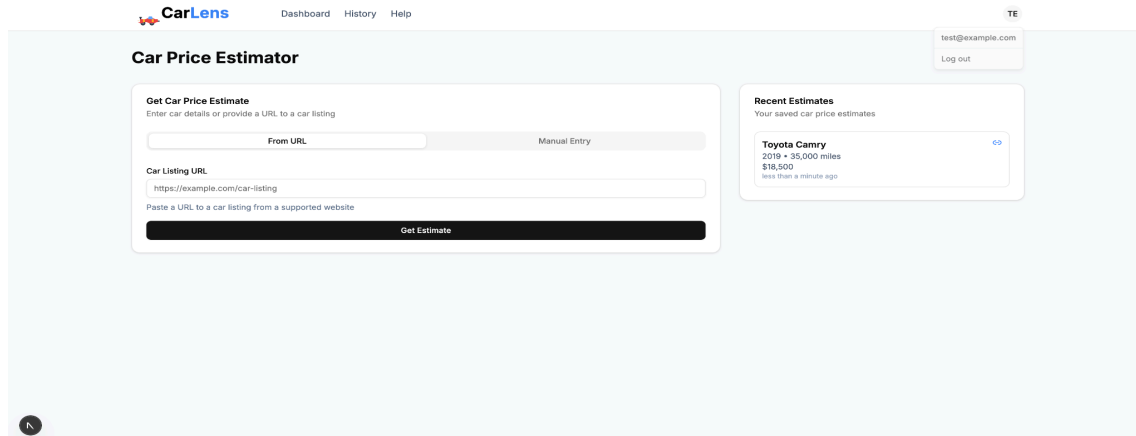 CarLens
Dashboard History Help
TE
test@example.com
Log out
Car Price Estimator
Get Car Price Estimate
Enter car details or provide a URL to a car listing
From URL
Manual Entry
Car Listing URL
https://example.com/car-listing
Paste a URL to a car listing from a supported website
Get Estimate
Recent Estimates
Your saved car price estimates
Toyota Camry
2019 • 35,000 miles
$18,500
less than a minute ago